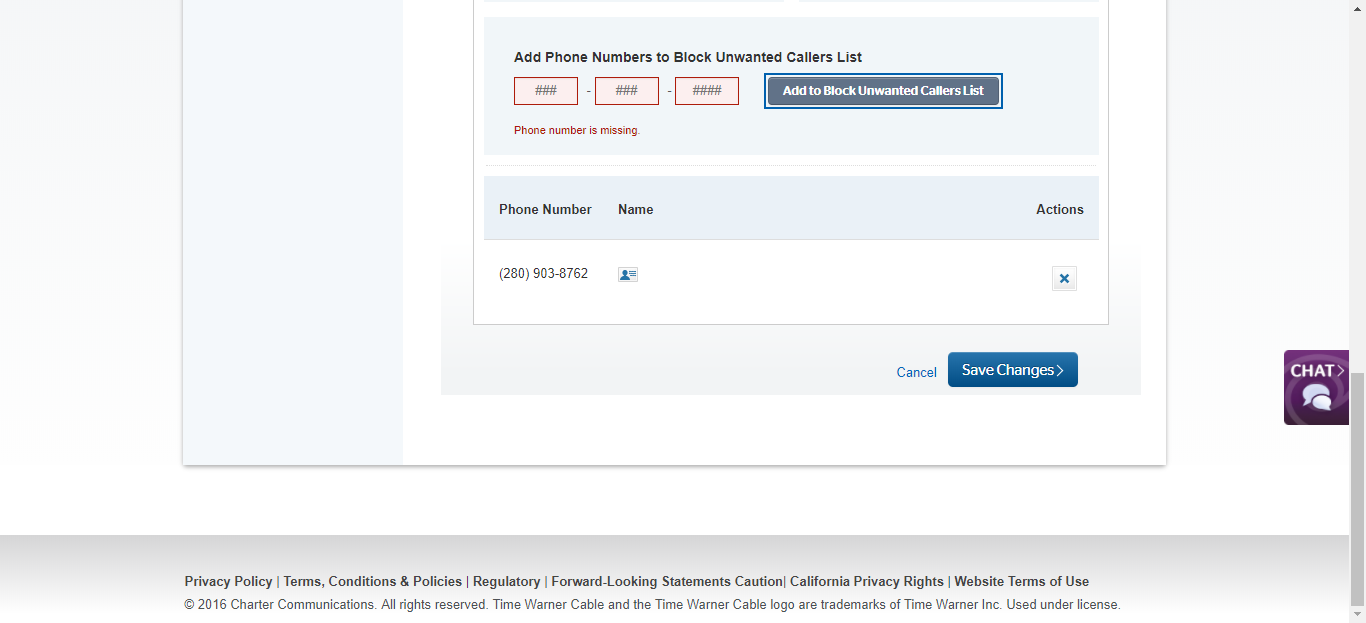 Add Phone Numbers to Block Unwanted Callers List
### - ### - #### Add to Block Unwanted Callers List
Phone number is missing.
Phone Number Name Actions
(280) 903-8762
Cancel Save Changes
CHAT
Privacy Policy | Terms, Conditions & Policies | Regulatory | Forward-Looking Statements Caution| California Privacy Rights | Website Terms of Use
© 2016 Charter Communications. All rights reserved. Time Warner Cable and the Time Warner Cable logo are trademarks of Time Warner Inc. Used under license.